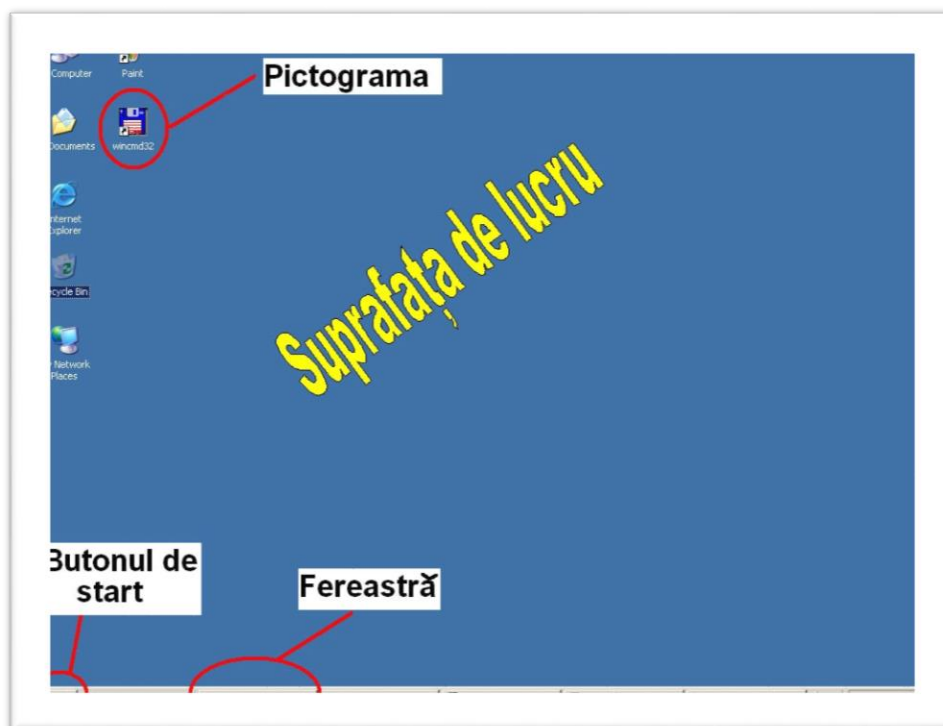 Computer
Paint
Pictograma
Documents
wincmd32
Internet
Explorer
Recycle Bin
Network
Places
Suprafața de lucru
Butonul de
start
Fereastră